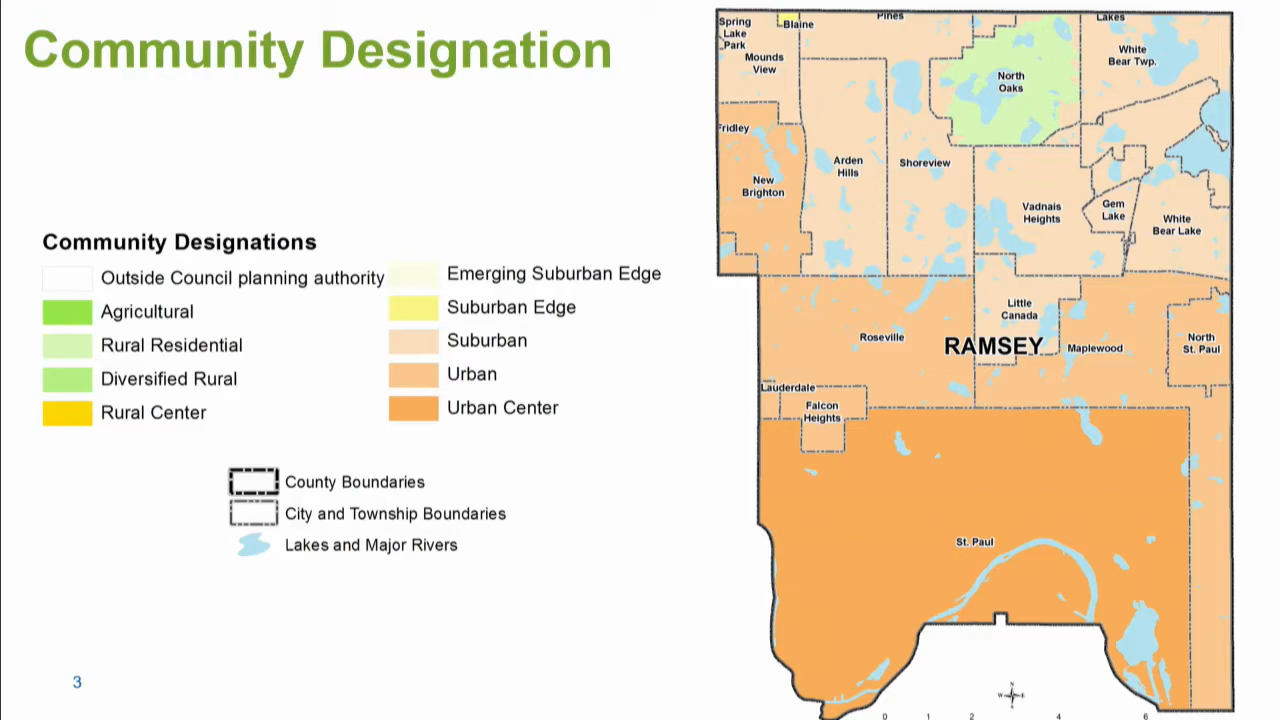 Community Designation
Community Designations
Outside Council planning authority
Agricultural
Rural Residential
Diversified Rural
Rural Center
Emerging Suburban Edge
Suburban Edge
Suburban
Urban
Urban Center
County Boundaries
City and Township Boundaries
Lakes and Major Rivers
3
Spring
Lake
Park
Blaine
Pines
Lakes
Mounds
View
White
Bear Twp.
North
Oaks
Fridley
New
Brighton
Arden
Hills
Shoreview
Vadnais
Heights
Gem
Lake
White
Bear Lake
Little
Canada
Roseville
RAMSEY
Maplewood
North
St. Paul
Lauderdale
Falcon
Heights
St. Paul
N
W
E
S
0 1 2 4 6